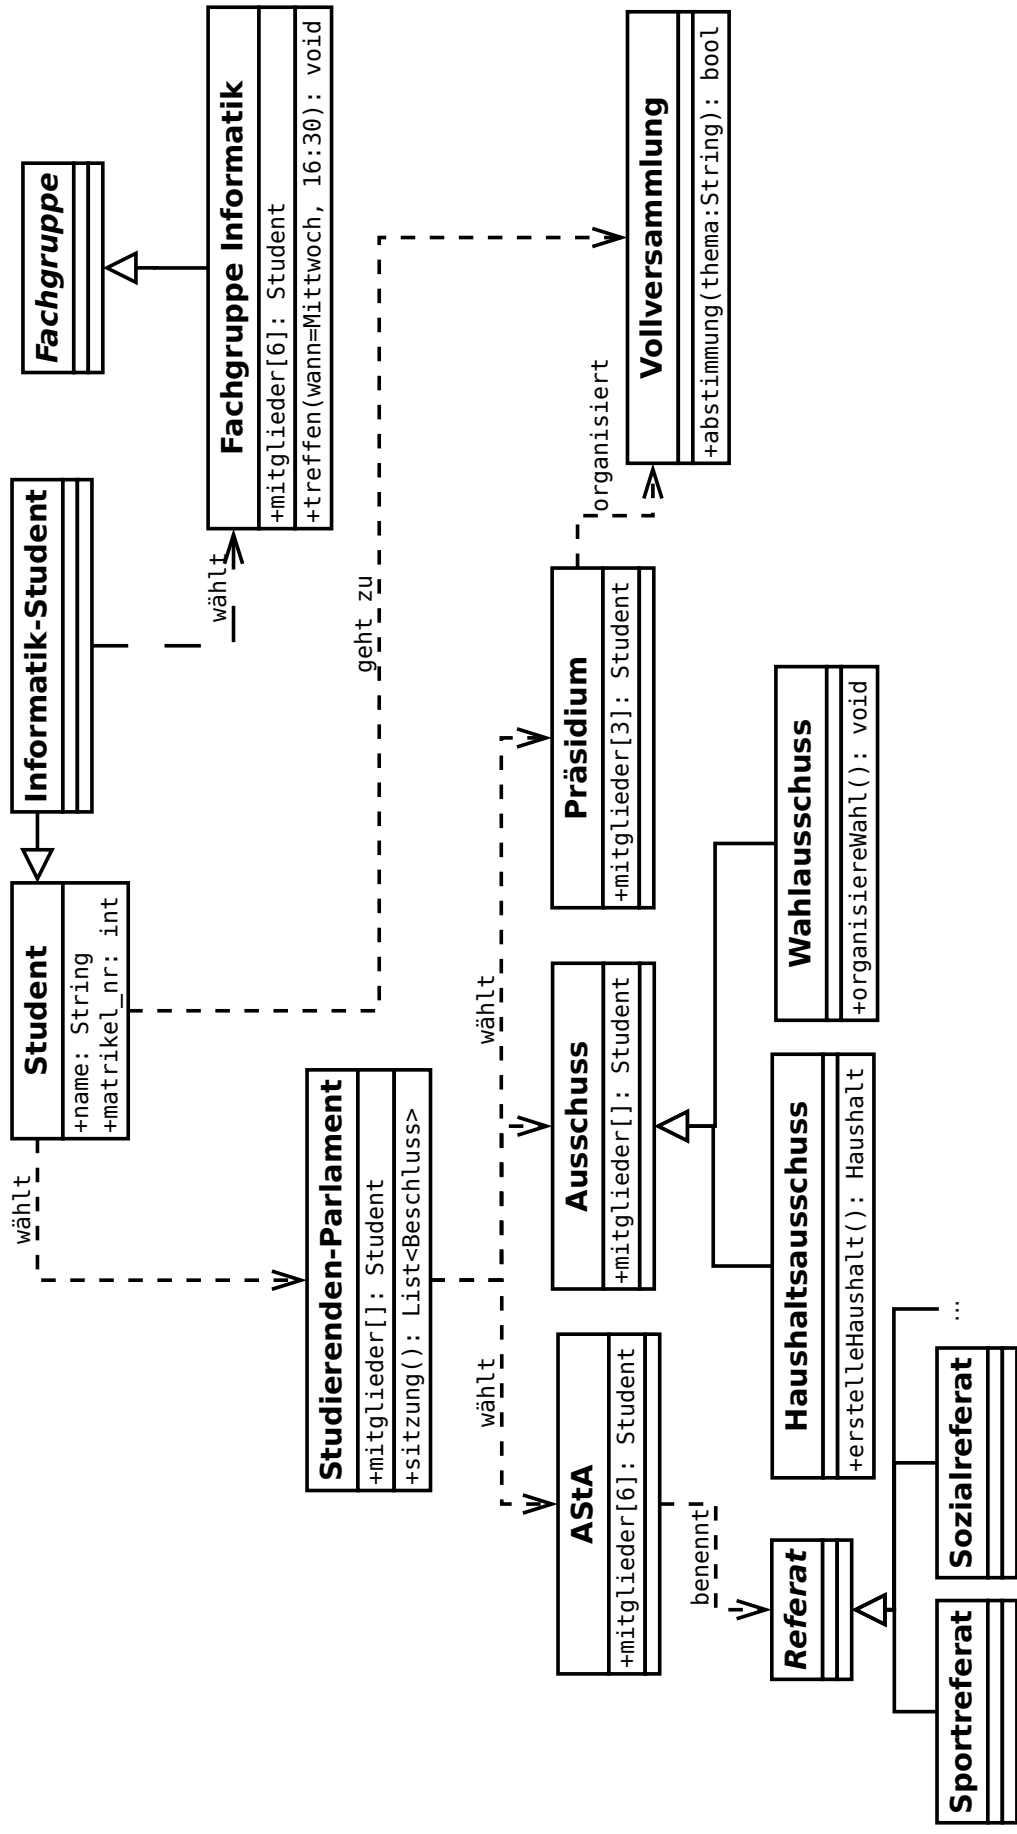 Student
+name: String
+matrikel_nr: int
Informatik-Student
Fachgruppe
wählt
wählt
Fachgruppe Informatik
+mitglieder[6]: Student
+treffen(wann=Mittwoch, 16:30): void
geht zu
Studierenden-Parlament
+mitglieder[]: Student
+sitzung(): List<Beschluss>
wählt
wählt
organisiert
AStA
+mitglieder[6]: Student
Ausschuss
+mitglieder[]: Student
Präsidium
+mitglieder[3]: Student
Vollversammlung
+abstimmung(thema:String): bool
benennt
Referat
Haushaltsausschuss
+erstelleHaushalt(): Haushalt
Wahlausschuss
+organisiereWahl(): void
Sportreferat
Sozialreferat
...